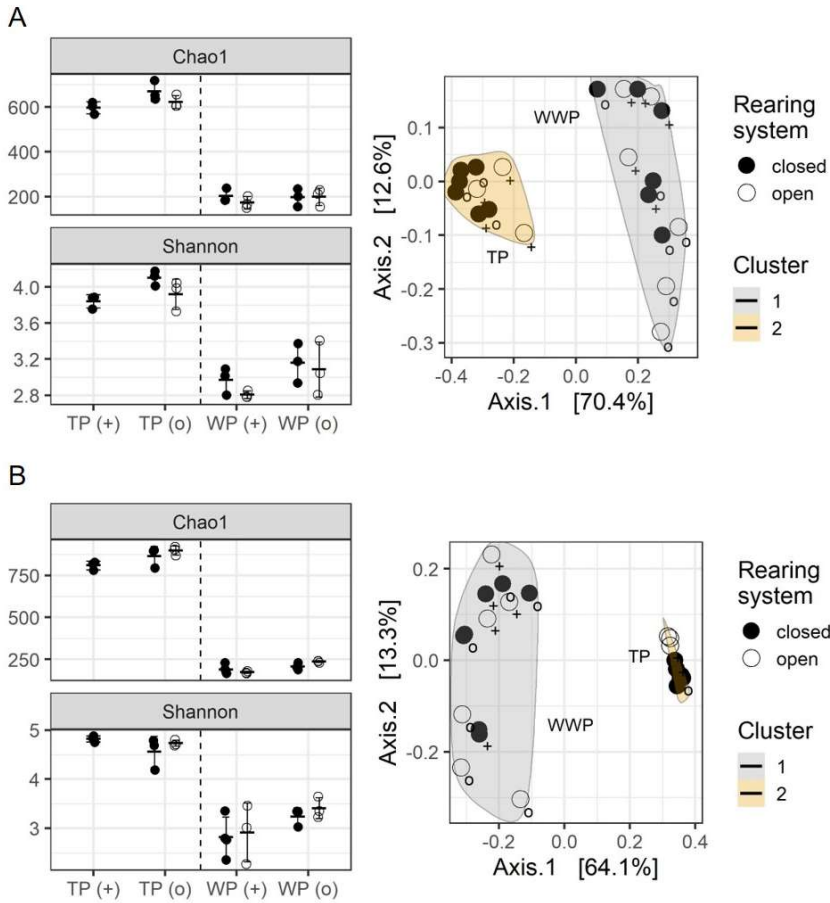 A
Chao1
600
400
200
Shannon
4.0
3.6
3.2
2.8
TP (+) TP (o) WP (+) WP (o)
WWP
TP
0.1
0.0
-0.1
-0.2
-0.3
Axis.2 [12.6%]
-0.4 -0.2 0.0 0.2
Axis.1 [70.4%]
Rearing
system
closed
open
Cluster
1
2
B
Chao1
750
500
250
Shannon
5
4
3
TP (+) TP (o) WP (+) WP (o)
TP
WWP
0.2
0.0
-0.2
Axis.2 [13.3%]
-0.2 0.0 0.2 0.4
Axis.1 [64.1%]
Rearing
system
closed
open
Cluster
1
2